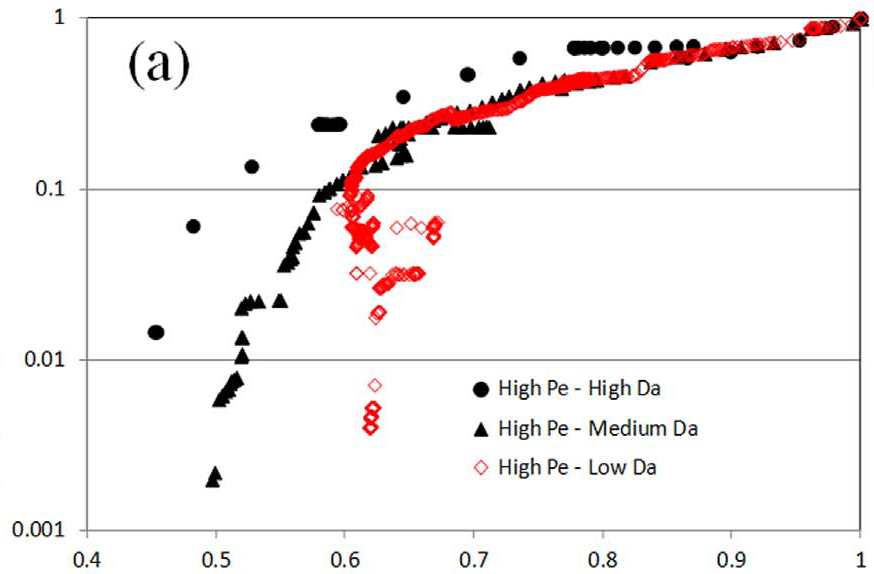 (a)
1
0.1
0.01
0.001
High Pe - High Da
High Pe - Medium Da
High Pe - Low Da
0.4 0.5 0.6 0.7 0.8 0.9 1